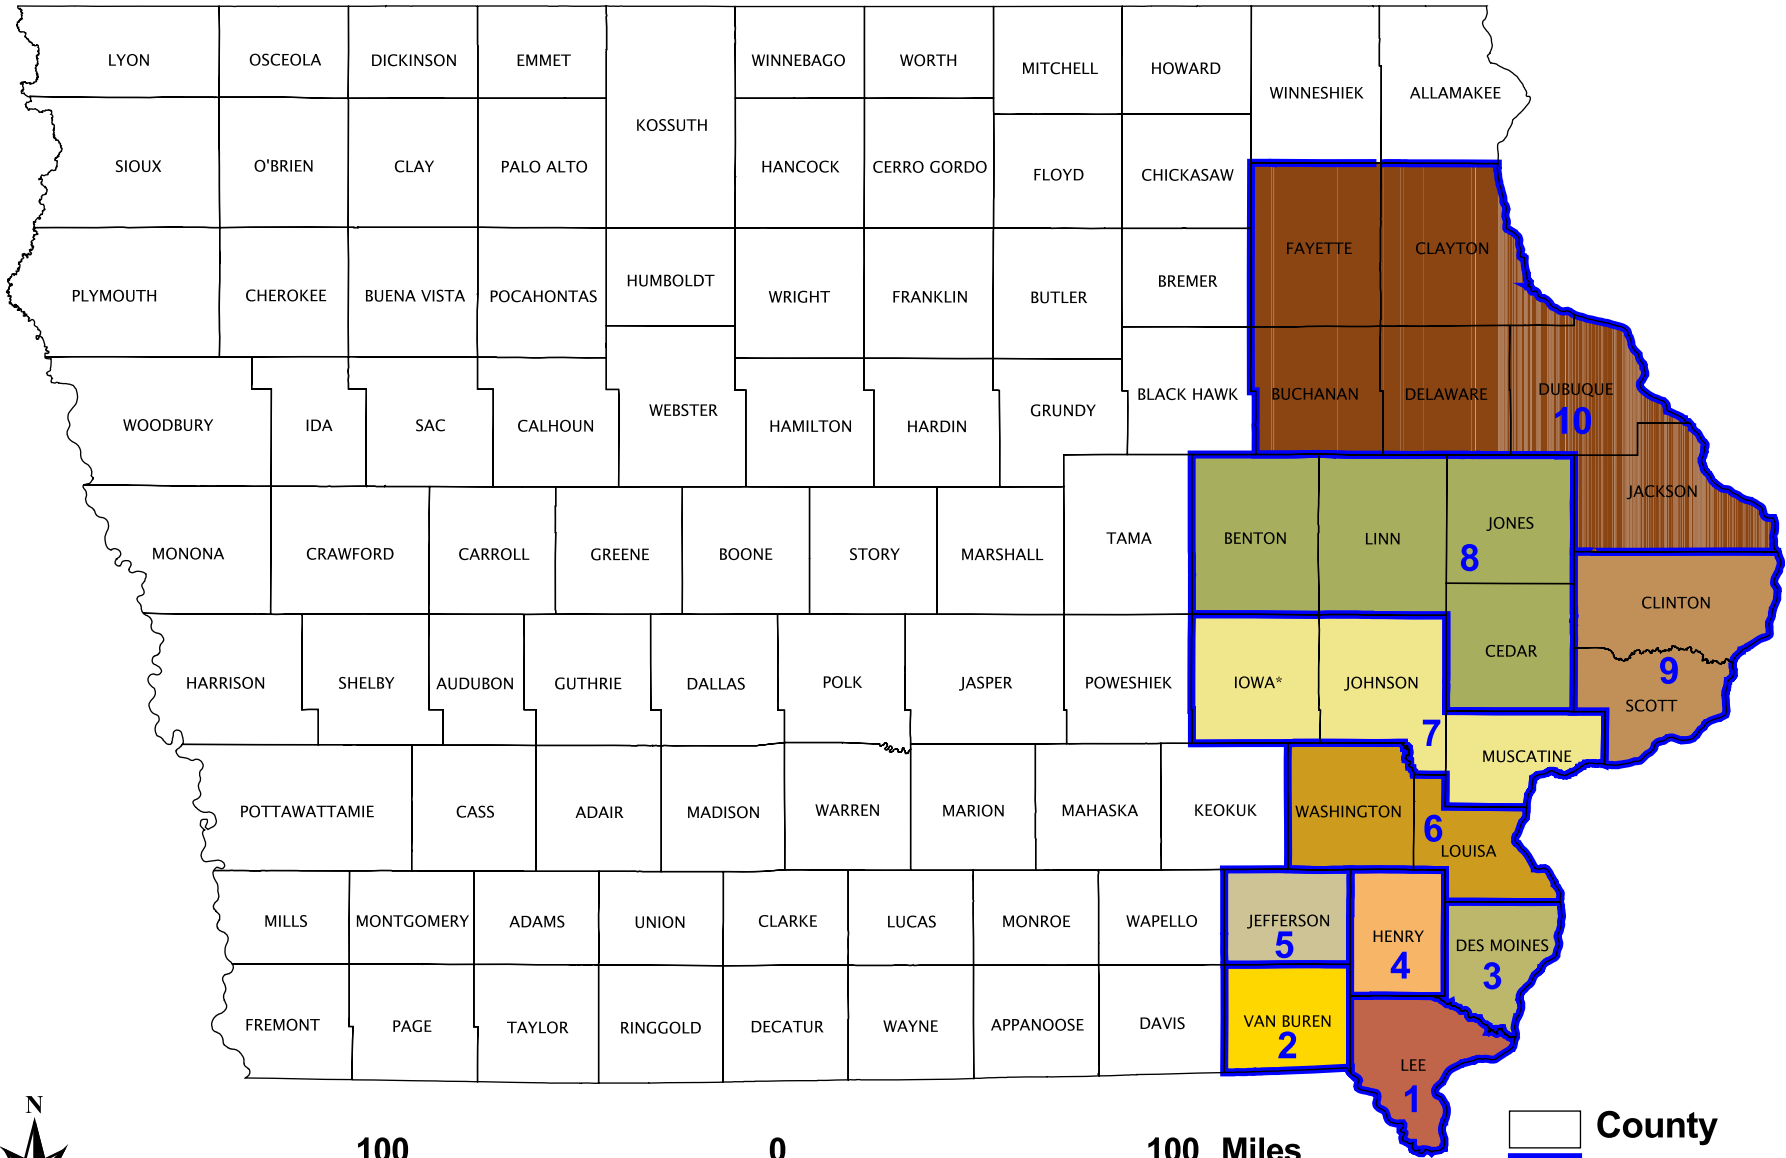 LYON OSCEOLA DICKINSON EMMET WINNEBAGO WORTH MITCHELL HOWARD
KOSSUTH WINNESHIEK ALLAMAKEE
SIOUX O'BRIEN CLAY PALO ALTO HANCOCK CERRO GORDO FLOYD CHICKASAW
FAYETTE CLAYTON
PLYMOUTH CHEROKEE BUENA VISTA POCAHONTAS HUMBOLDT WRIGHT FRANKLIN BUTLER BREMER
WOODBURY IDA SAC CALHOUN WEBSTER HAMILTON HARDIN GRUNDY BLACK HAWK BUCHANAN DELAWARE DUBUQUE
10
JACKSON
MONONA CRAWFORD CARROLL GREENE BOONE STORY MARSHALL TAMA BENTON LINN JONES
8
CLINTON
HARRISON SHELBY AUDUBON GUTHRIE DALLAS POLK JASPER POWESHIEK IOWA* JOHNSON CEDAR
9
SCOTT
7
MUSCATINE
POTTAWATTAMIE CASS ADAIR MADISON WARREN MARION MAHASKA KEOKUK WASHINGTON
6
LOUISA
MILLS MONTGOMERY ADAMS UNION CLARKE LUCAS MONROE WAPELLO JEFFERSON HENRY DES MOINES
5 4 3
FREMONT PAGE TAYLOR RINGGOLD DECATUR WAYNE APPANOOSE DAVIS VAN BUREN
2
LEE
1
N
County
100 0 100 Miles